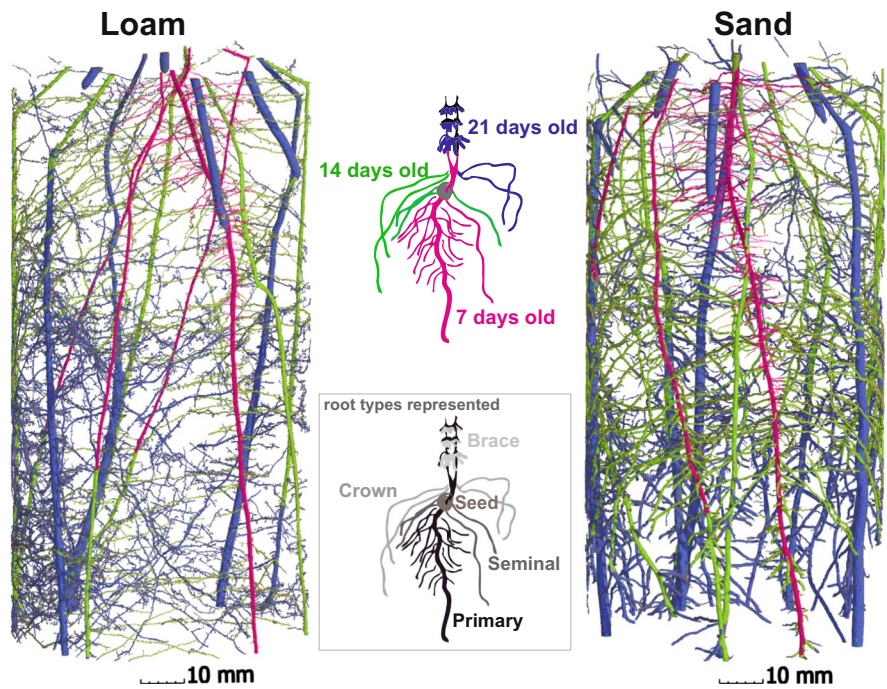 Loam
Sand
21 days old
14 days old
7 days old
root types represented
Brace
Crown
Seed
Seminal
Primary
10 mm
10 mm